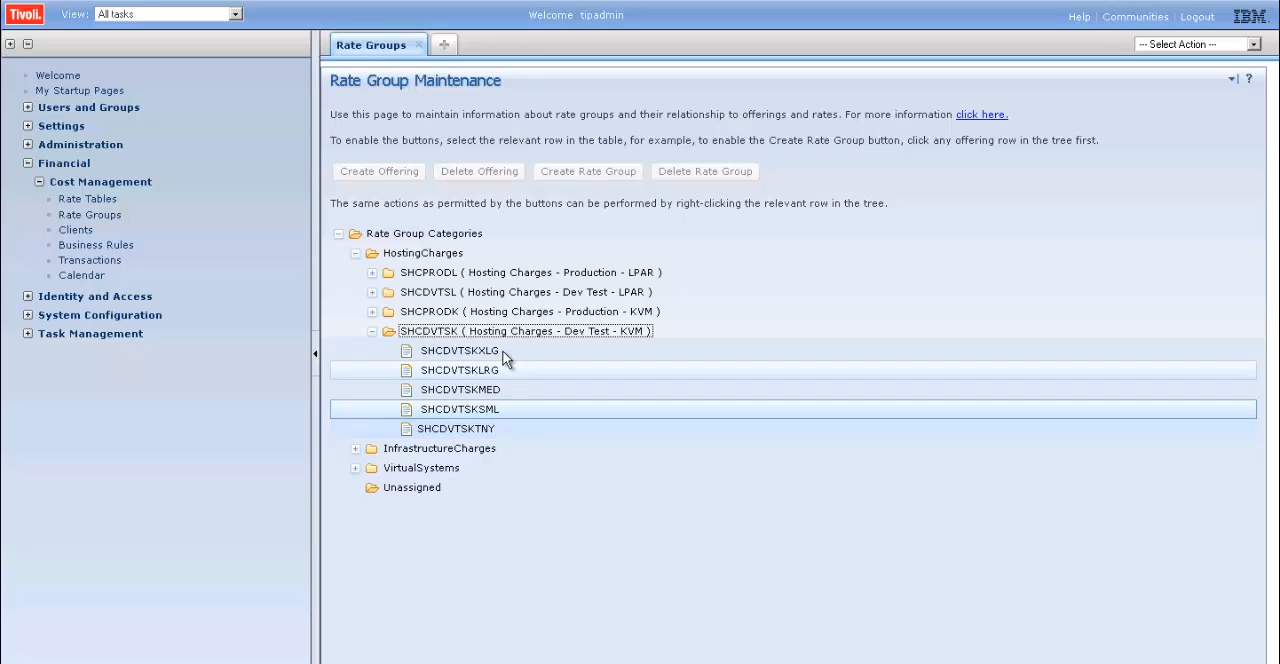 Tivoli. View: All tasks Welcome tipadmin Help | Communities | Logout IBM.
Rate Groups -- Select Action --
Welcome
My Startup Pages
Users and Groups
Settings
Administration
Financial
Cost Management
Rate Tables
Rate Groups
Clients
Business Rules
Transactions
Calendar
Identity and Access
System Configuration
Task Management
Rate Group Maintenance ?
Use this page to maintain information about rate groups and their relationship to offerings and rates. For more information click here.
To enable the buttons, select the relevant row in the table, for example, to enable the Create Rate Group button, click any offering row in the tree first.
Create Offering Delete Offering Create Rate Group Delete Rate Group
The same actions as permitted by the buttons can be performed by right-clicking the relevant row in the tree.
Rate Group Categories
HostingCharges
SHCPRODL ( Hosting Charges - Production - LPAR )
SHCDVTSL ( Hosting Charges - Dev Test - LPAR )
SHCPRODK ( Hosting Charges - Production - KVM )
SHCDVTSK ( Hosting Charges - Dev Test - KVM )
SHCDVTSKXLG
SHCDVTSKLRG
SHCDVTSKMED
SHCDVTSKSML
SHCDVTSKTNY
InfrastructureCharges
VirtualSystems
Unassigned